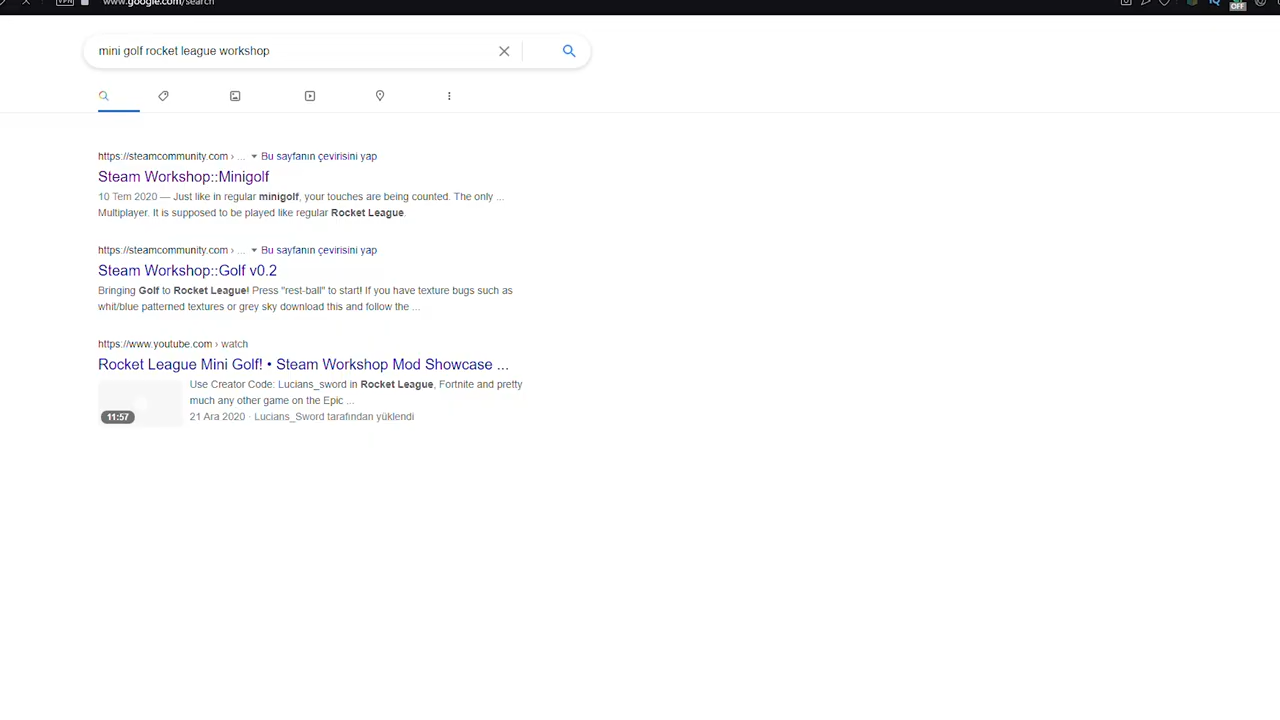 VPN www.google.com/search OFF
mini golf rocket league workshop
https://steamcommunity.com › ... Bu sayfanın çevirisini yap
Steam Workshop::Minigolf
10 Tem 2020 — Just like in regular minigolf, your touches are being counted. The only ...
Multiplayer. It is supposed to be played like regular Rocket League.
https://steamcommunity.com › ... Bu sayfanın çevirisini yap
Steam Workshop::Golf v0.2
Bringing Golf to Rocket League! Press "rest-ball" to start! If you have texture bugs such as
whit/blue patterned textures or grey sky download this and follow the ...
https://www.youtube.com › watch
Rocket League Mini Golf! • Steam Workshop Mod Showcase ...
Use Creator Code: Lucians_sword in Rocket League, Fortnite and pretty
much any other game on the Epic ...
11:57
21 Ara 2020 · Lucians_Sword tarafından yüklendi